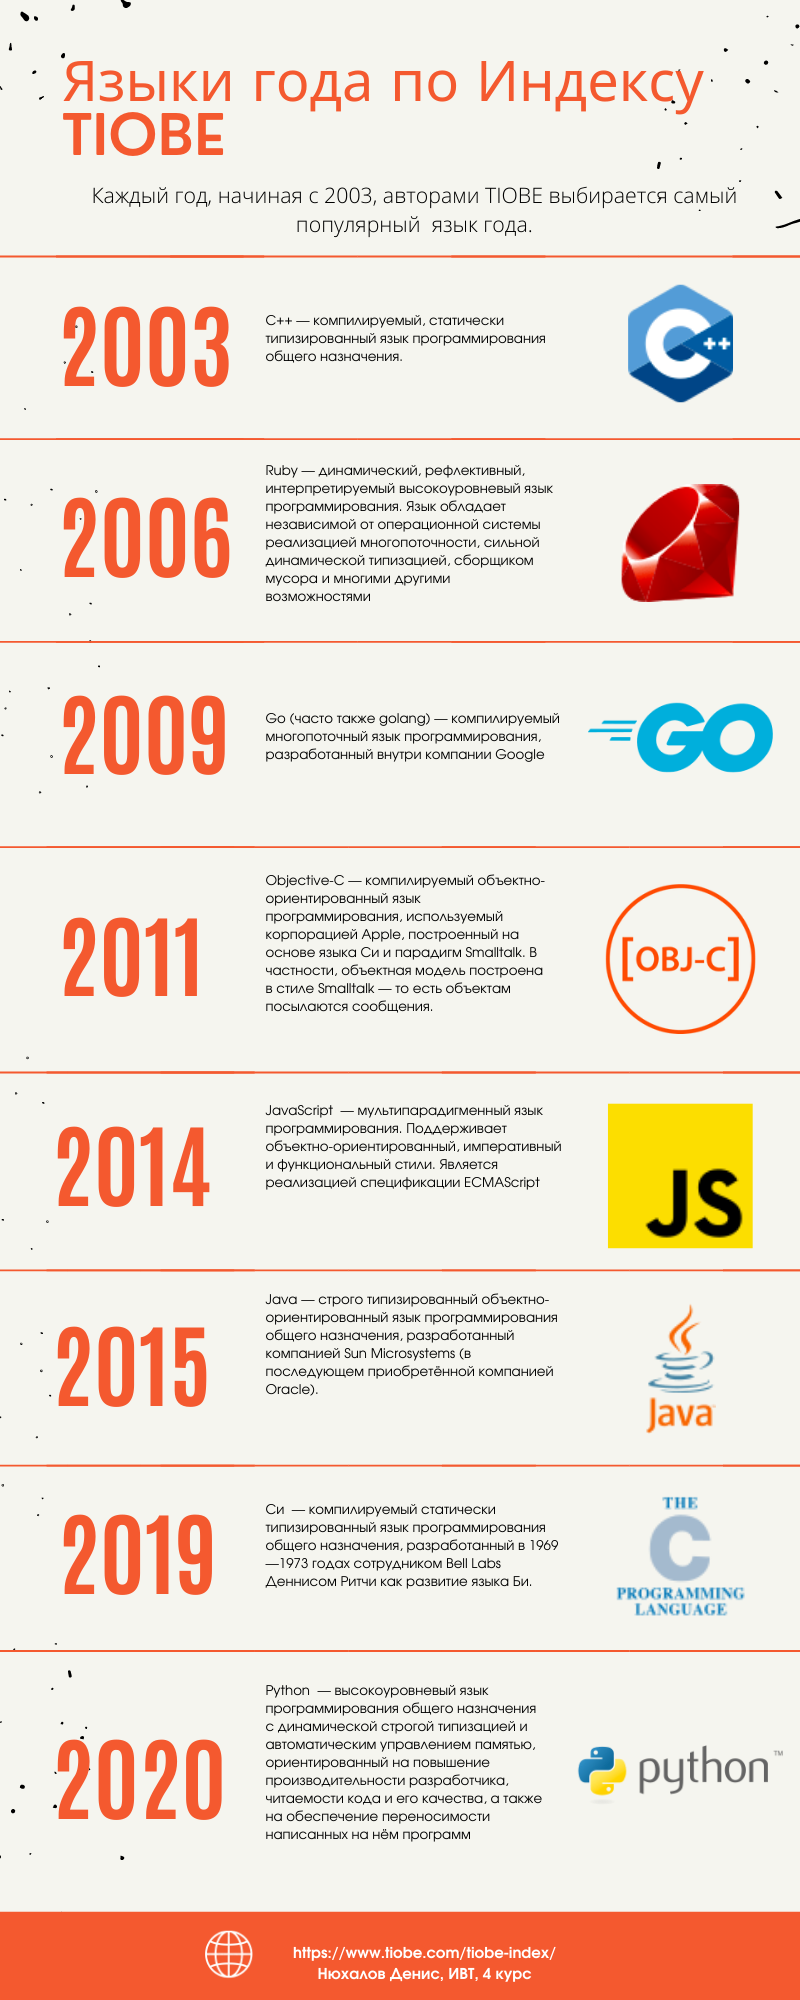 Языки года по Индексу
TIOBE
Каждый год, начиная с 2003, авторами TIOBE выбирается самый
популярный  язык года.
2003
C++ — компилируемый, статически
типизированный язык программирования
общего назначения.
C++
2006
Ruby — динамический, рефлективный,
интерпретируемый высокоуровневый язык
программирования. Язык обладает
независимой от операционной системы
реализацией многопоточности, сильной
динамической типизацией, сборщиком
мусора и многими другими
возможностями
2009
Go (часто также golang) — компилируемый
многопоточный язык программирования,
разработанный внутри компании Google
GO
2011
Objective-C — компилируемый объектно-
ориентированный язык
программирования, используемый
корпорацией Apple, построенный на
основе языка Си и парадигм Smalltalk. В
частности, объектная модель построена
в стиле Smalltalk — то есть объектам
посылаются сообщения.
[OBJ-C]
2014
JavaScript  — мультипарадигменный язык
программирования. Поддерживает
объектно-ориентированный, императивный
и функциональный стили. Является
реализацией спецификации ECMAScript
JS
2015
Java — строго типизированный объектно-
ориентированный язык программирования
общего назначения, разработанный
компанией Sun Microsystems (в
последующем приобретённой компанией
Oracle).
Java
2019
Си  — компилируемый статически
типизированный язык программирования
общего назначения, разработанный в 1969
—1973 годах сотрудником Bell Labs
Деннисом Ритчи как развитие языка Би.
THE
C
PROGRAMMING
LANGUAGE
2020
Python  — высокоуровневый язык
программирования общего назначения
с динамической строгой типизацией и
автоматическим управлением памятью,
ориентированный на повышение
производительности разработчика,
читаемости кода и его качества, а также
на обеспечение переносимости
написанных на нём программ
python™
https://www.tiobe.com/tiobe-index/
Нюхалов Денис, ИВТ, 4 курс